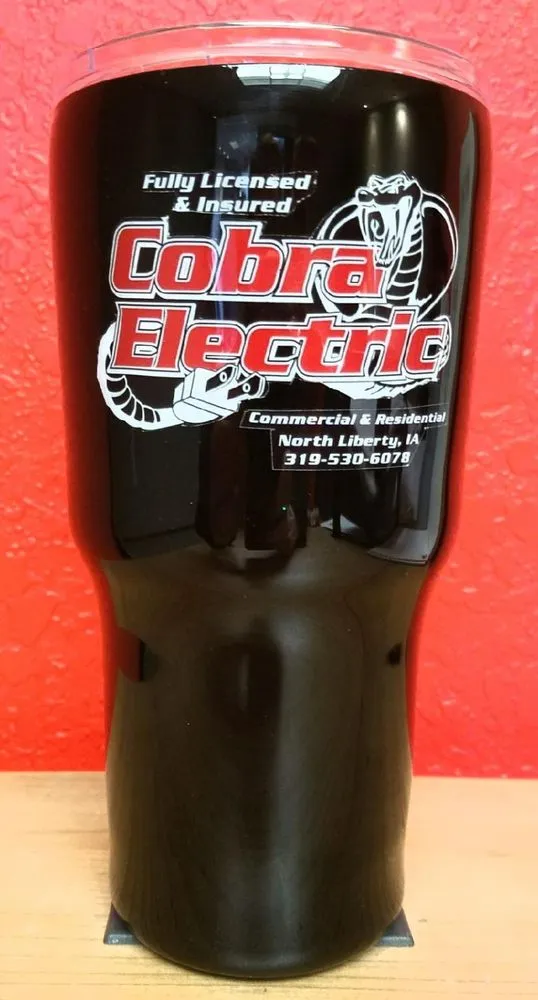 Fully Licensed
& Insured
Cobra
Electric
Commercial & Residential
North Liberty, IA
319-530-6078